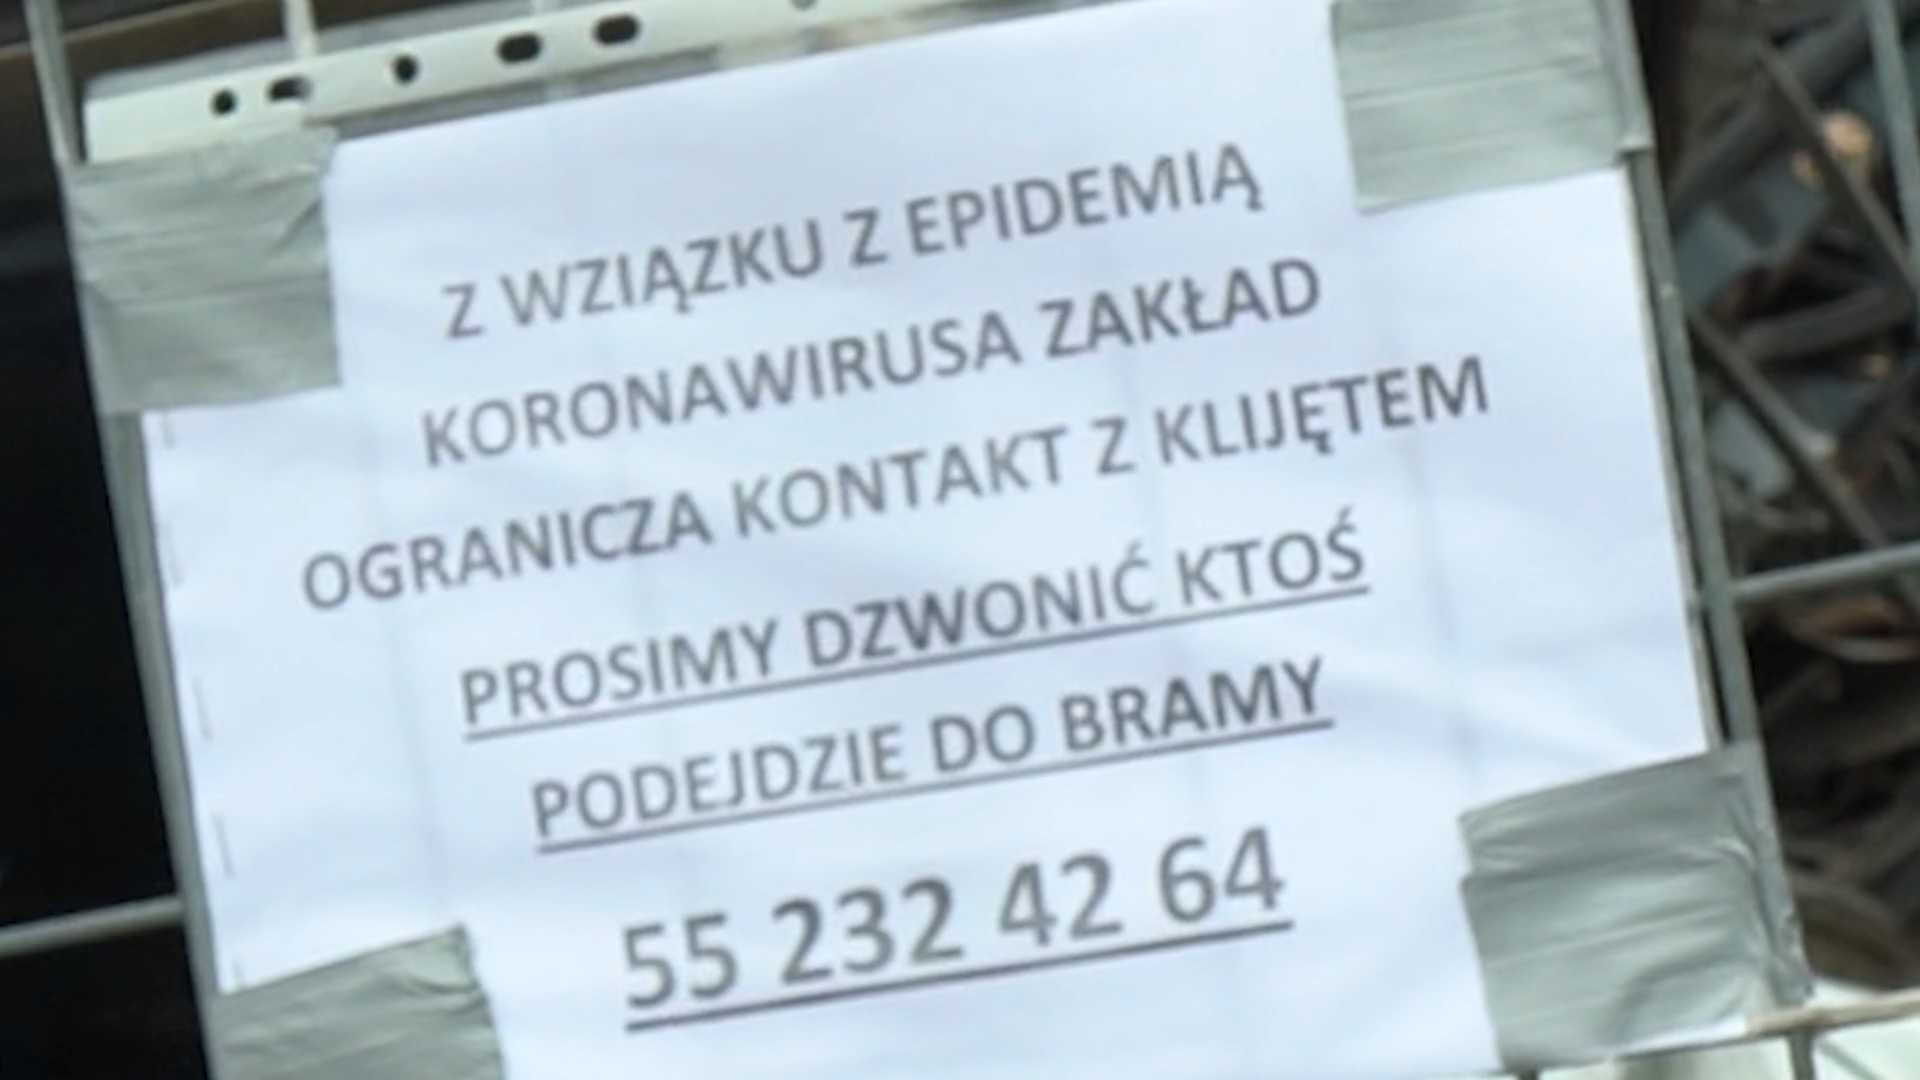 Z WZIĄZKU Z EPIDEMIĄ
KORONAWIRUSA ZAKŁAD
OGRANICZA KONTAKT Z KLIJĘTEM
PROSIMY DZWONIĆ KTOŚ
PODEJDZIE DO BRAMY
55 232 42 64